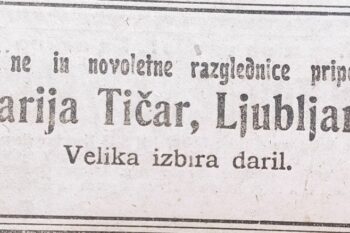 ne in novoletne razglednice pripo
arija Tičar, Ljubljan
Velika izbira daril.